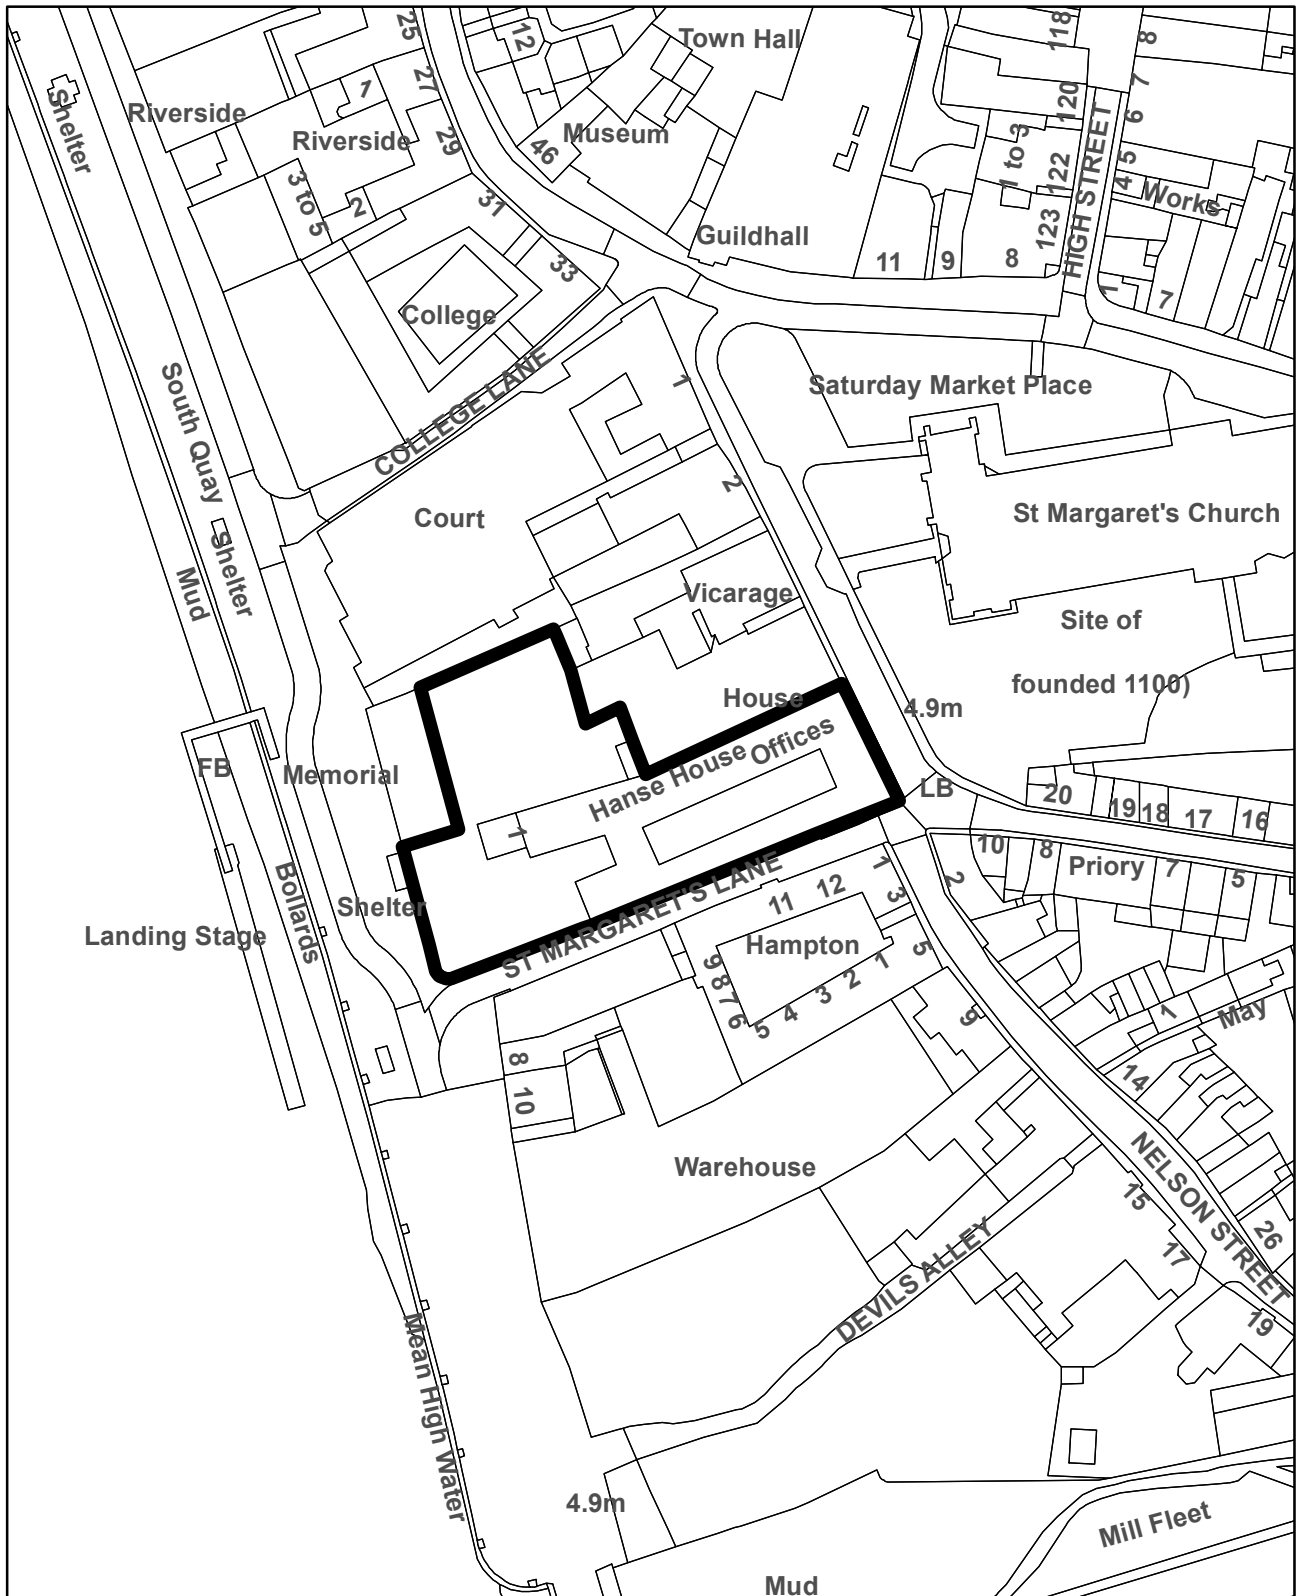 25
12
Town Hall
118
8
27
1
120
7
Shelter
Riverside
Riverside
29
46
Museum
6
1 to 3
122
5
4
Works
3 to 5
2
31
123
HIGH STREET
Guildhall
11
9
8
33
1
7
College
South Quay
COLLEGE LANE
1
Saturday Market Place
Court
2
St Margaret's Church
Mud
Shelter
Vicarage
Site of
founded 1100)
House
4.9m
FB
Memorial
Hanse House
Offices
LB
1
20
19
18
17
16
10
8
Priory
7
5
Bollards
Shelter
ST MARGARET'S LANE
11
12
1
3
2
Landing Stage
Hampton
5
9
8
7
6
5
4
3
2
1
9
1
May
8
10
14
Warehouse
NELSON STREET
15
17
26
DEVILS ALLEY
19
Mean High Water
4.9m
Mill Fleet
Mud